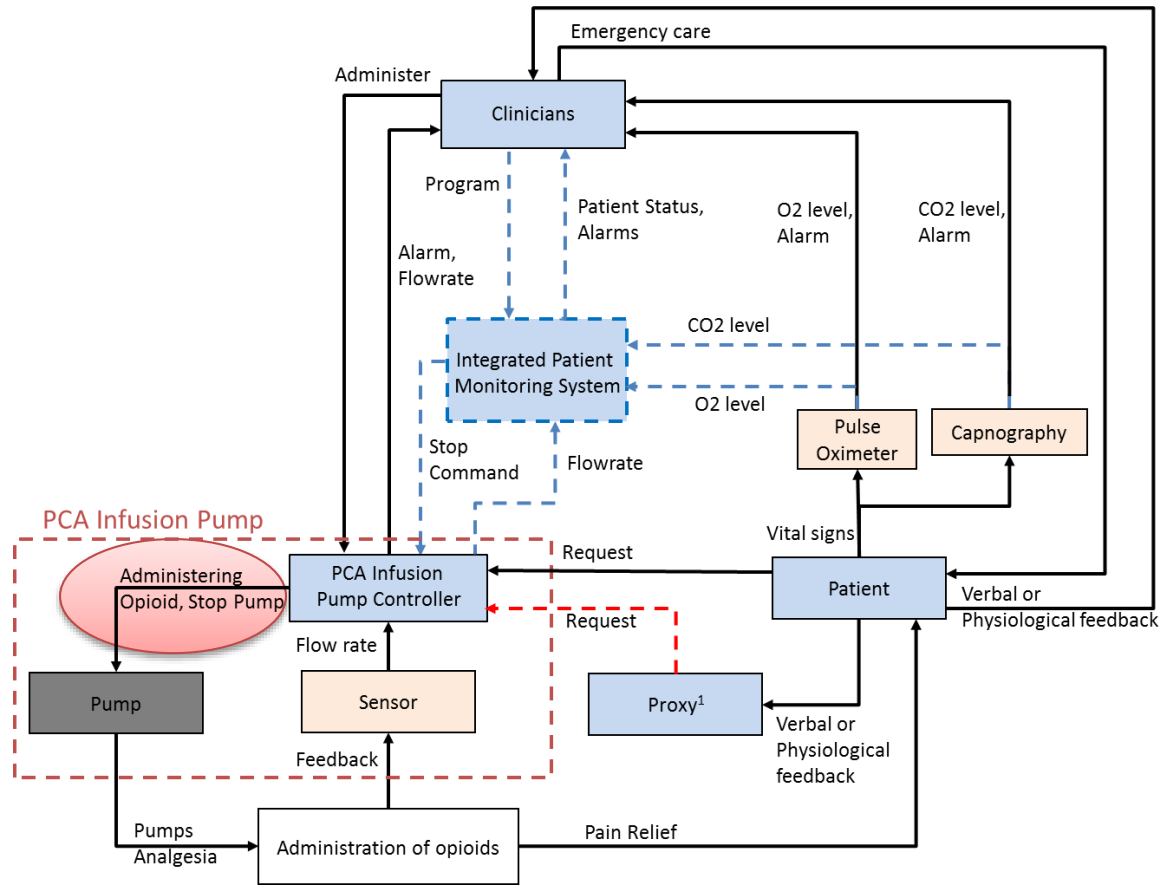 Emergency care
Administer
Clinicians
Program
Patient Status,
Alarms
O2 level,
Alarm
CO2 level,
Alarm
Alarm,
Flowrate
CO2 level
Integrated Patient
Monitoring System
O2 level
Pulse
Oximeter
Capnography
Stop
Command
Flowrate
PCA Infusion Pump
Vital signs
Request
Administering
Opioid, Stop Pump
PCA Infusion
Pump Controller
Patient
Verbal or
Physiological feedback
Request
Flow rate
Pump
Sensor
Proxy¹
Verbal or
Physiological
feedback
Feedback
Pumps
Analgesia
Administration of opioids
Pain Relief